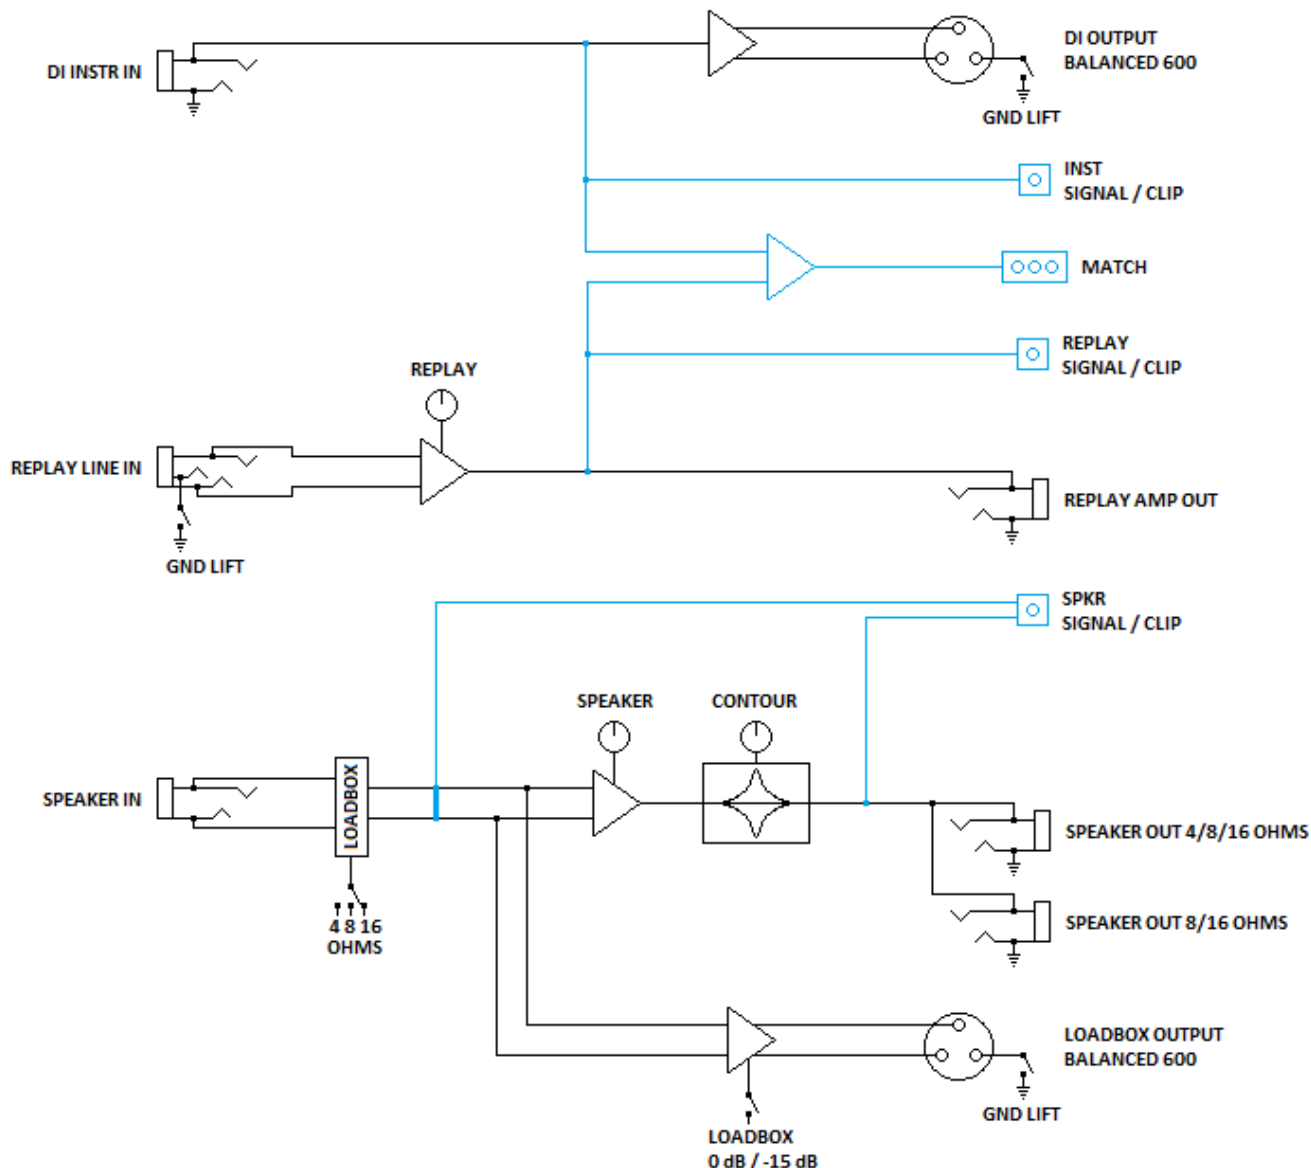 DI INSTR IN
DI OUTPUT
BALANCED 600
GND LIFT
INST
SIGNAL / CLIP
MATCH
REPLAY
SIGNAL / CLIP
REPLAY
REPLAY LINE IN
GND LIFT
REPLAY AMP OUT
SPKR
SIGNAL / CLIP
SPEAKER
CONTOUR
SPEAKER IN
LOADBOX
4 8 16
OHMS
SPEAKER OUT 4/8/16 OHMS
SPEAKER OUT 8/16 OHMS
LOADBOX OUTPUT
BALANCED 600
GND LIFT
LOADBOX
0 dB / -15 dB